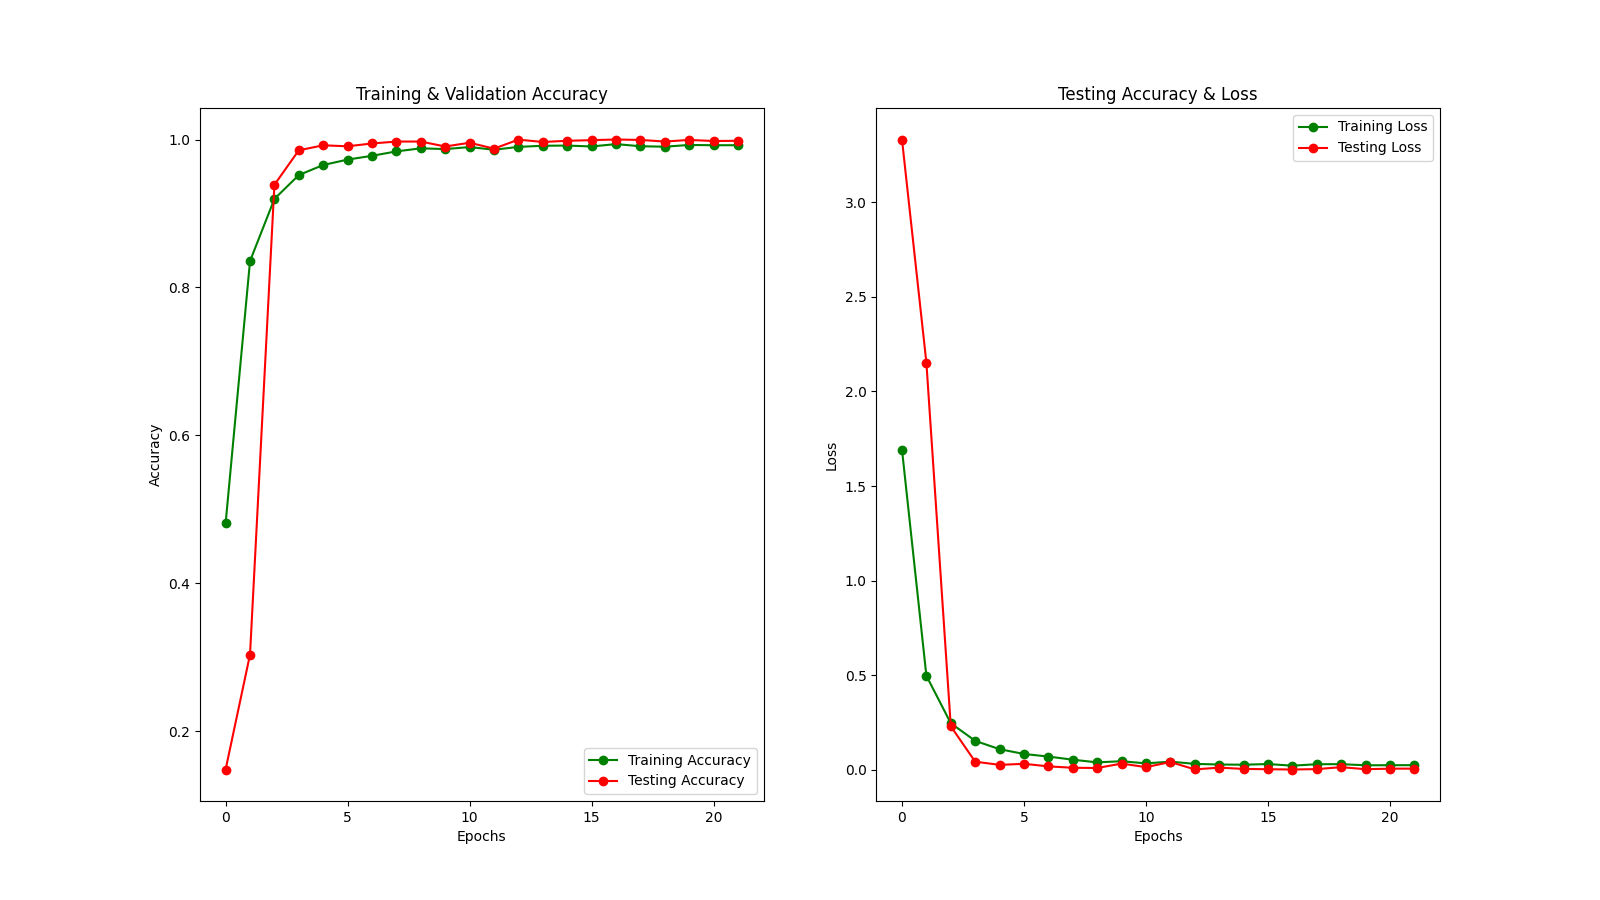 Training & Validation Accuracy
1.0
0.8
0.6
0.4
0.2
Accuracy
0 5 10 15 20
Epochs
Training Accuracy
Testing Accuracy
Testing Accuracy & Loss
3.0
2.5
2.0
1.5
1.0
0.5
0.0
Loss
0 5 10 15 20
Epochs
Training Loss
Testing Loss